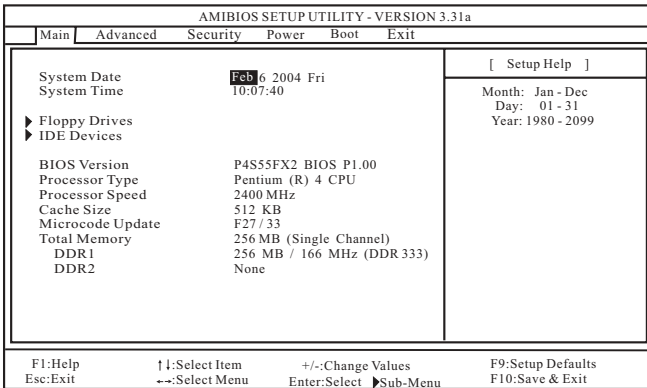 AMIBIOS SETUP UTILITY - VERSION 3.31a
Main Advanced Security Power Boot Exit
System Date Feb 6 2004 Fri
System Time 10:07:40
Floppy Drives
IDE Devices
BIOS Version P4S55FX2 BIOS P1.00
Processor Type Pentium (R) 4 CPU
Processor Speed 2400 MHz
Cache Size 512 KB
Microcode Update F27 / 33
Total Memory 256 MB (Single Channel)
DDR1 256 MB / 166 MHz (DDR 333)
DDR2 None
[ Setup Help ]
Month: Jan - Dec
Day: 01 - 31
Year: 1980 - 2099
F1:Help ↑↓:Select Item +/-:Change Values F9:Setup Defaults
Esc:Exit ←→:Select Menu Enter:Select ▶Sub-Menu F10:Save & Exit